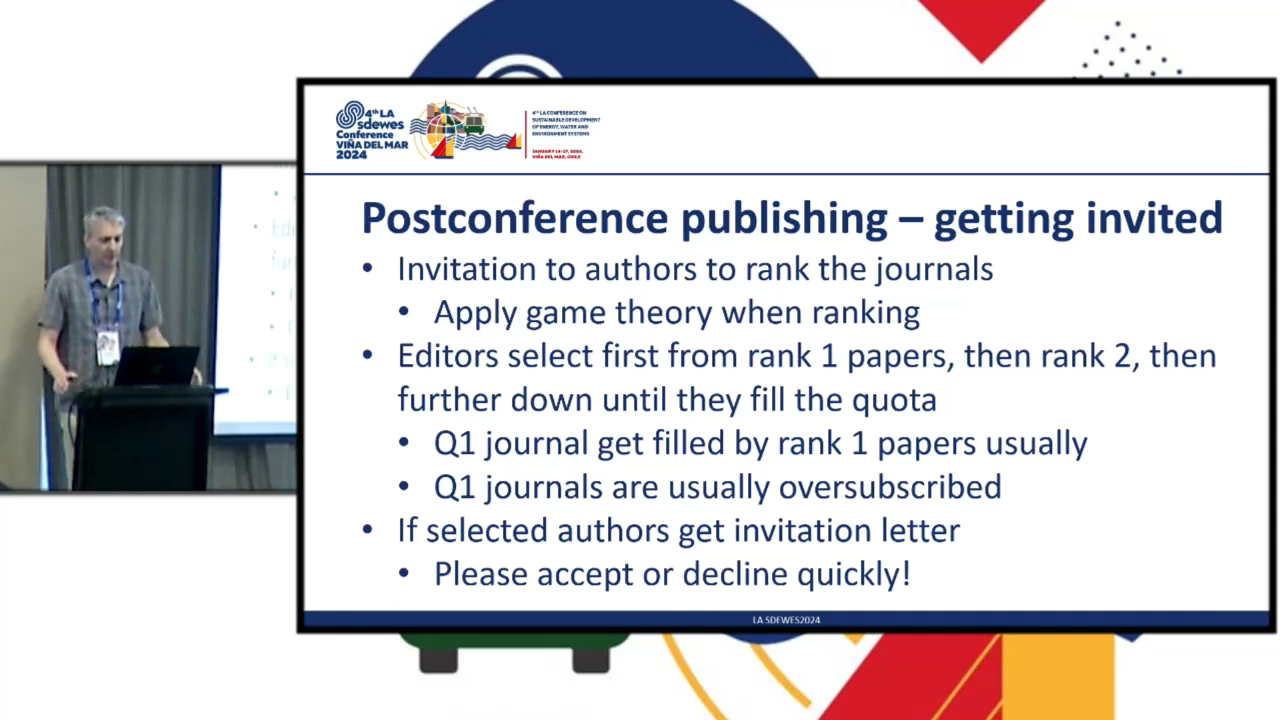 4th LA
sdewes
Conference
VIÑA DEL MAR
2024
4TH LA CONFERENCE ON
SUSTAINABLE DEVELOPMENT
OF ENERGY, WATER AND
ENVIRONMENT SYSTEMS
JANUARY 14-17, 2024,
VIÑA DEL MAR, CHILE
Postconference publishing – getting invited
• Invitation to authors to rank the journals
• Apply game theory when ranking
• Editors select first from rank 1 papers, then rank 2, then
further down until they fill the quota
• Q1 journal get filled by rank 1 papers usually
• Q1 journals are usually oversubscribed
• If selected authors get invitation letter
• Please accept or decline quickly!
LA SDEWES2024